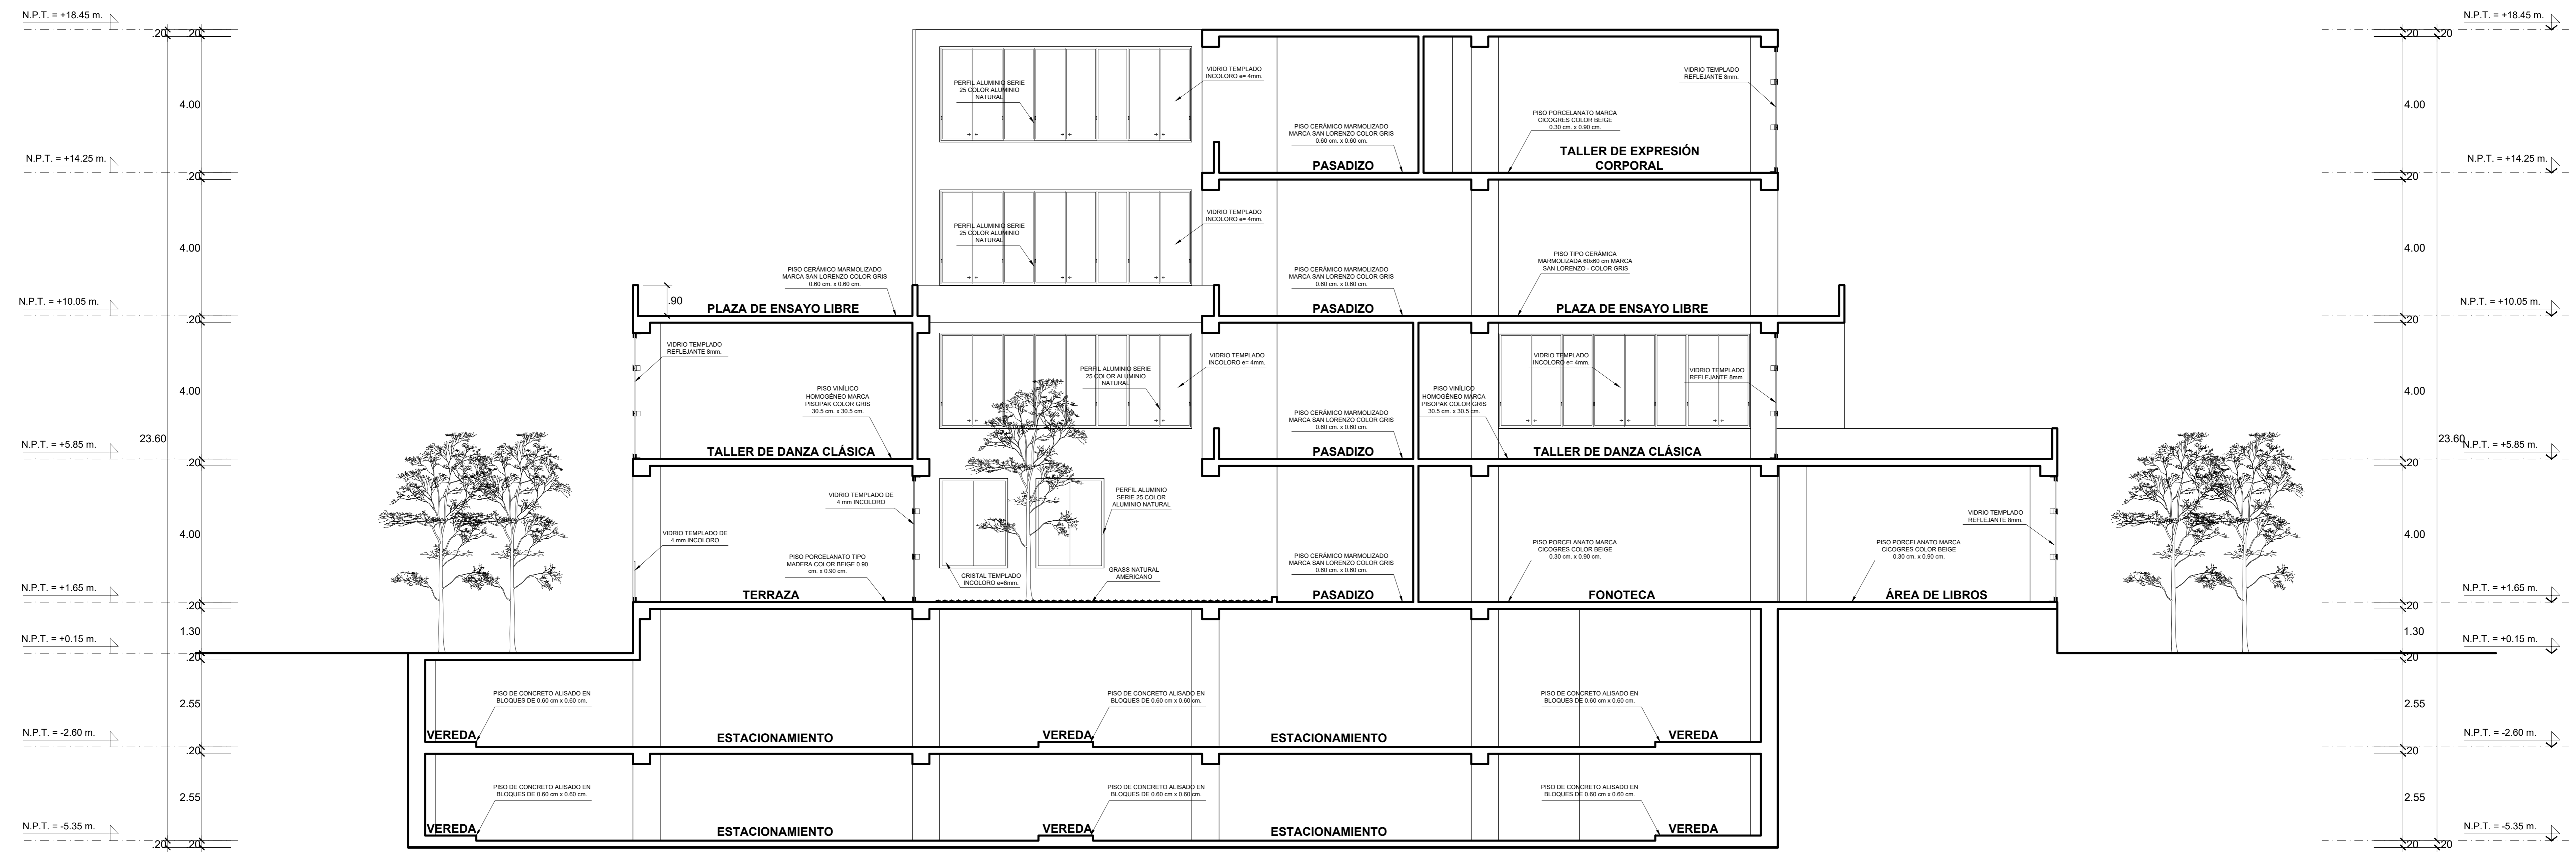 N.P.T. = +18.45 m.
N.P.T. = +18.45 m.
.20
.20
.20
.20
4.00
4.00
PERFIL ALUMINIO SERIE
25 COLOR ALUMINIO
NATURAL
VIDRIO TEMPLADO
INCOLORO e= 4mm.
VIDRIO TEMPLADO
REFLEJANTE 8mm.
PISO CERÁMICO MARMOLIZADO
MARCA SAN LORENZO COLOR GRIS
0.60 cm. x 0.60 cm.
PISO PORCELANATO MARCA
CICOGRES COLOR BEIGE
0.30 cm. x 0.90 cm.
N.P.T. = +14.25 m.
PASADIZO
TALLER DE EXPRESIÓN
CORPORAL
N.P.T. = +14.25 m.
.20
.20
4.00
4.00
PERFIL ALUMINIO SERIE
25 COLOR ALUMINIO
NATURAL
VIDRIO TEMPLADO
INCOLORO e= 4mm.
PISO CERÁMICO MARMOLIZADO
MARCA SAN LORENZO COLOR GRIS
0.60 cm. x 0.60 cm.
PISO CERÁMICO MARMOLIZADO
MARCA SAN LORENZO COLOR GRIS
0.60 cm. x 0.60 cm.
PISO TIPO CERÁMICA
MARMOLIZADA 60x60 cm MARCA
SAN LORENZO - COLOR GRIS
N.P.T. = +10.05 m.
.90
PLAZA DE ENSAYO LIBRE
PASADIZO
PLAZA DE ENSAYO LIBRE
N.P.T. = +10.05 m.
.20
.20
4.00
4.00
VIDRIO TEMPLADO
REFLEJANTE 8mm.
PISO VINÍLICO
HOMOGÉNEO MARCA
PISOPAK COLOR GRIS
30.5 cm. x 30.5 cm.
PERFIL ALUMINIO SERIE
25 COLOR ALUMINIO
NATURAL
VIDRIO TEMPLADO
INCOLORO e= 4mm.
PISO CERÁMICO MARMOLIZADO
MARCA SAN LORENZO COLOR GRIS
0.60 cm. x 0.60 cm.
PISO VINÍLICO
HOMOGÉNEO MARCA
PISOPAK COLOR GRIS
30.5 cm. x 30.5 cm.
VIDRIO TEMPLADO
INCOLORO e= 4mm.
VIDRIO TEMPLADO
REFLEJANTE 8mm.
23.60
23.60
N.P.T. = +5.85 m.
TALLER DE DANZA CLÁSICA
PASADIZO
TALLER DE DANZA CLÁSICA
N.P.T. = +5.85 m.
.20
.20
4.00
4.00
VIDRIO TEMPLADO DE
4 mm INCOLORO
VIDRIO TEMPLADO DE
4 mm INCOLORO
PISO PORCELANATO TIPO
MADERA COLOR BEIGE 0.90
cm. x 0.90 cm.
PERFIL ALUMINIO
SERIE 25 COLOR
ALUMINIO NATURAL
CRISTAL TEMPLADO
INCOLORO e=8mm.
GRASS NATURAL
AMERICANO
PISO CERÁMICO MARMOLIZADO
MARCA SAN LORENZO COLOR GRIS
0.60 cm. x 0.60 cm.
PISO PORCELANATO MARCA
CICOGRES COLOR BEIGE
0.30 cm. x 0.90 cm.
PISO PORCELANATO MARCA
CICOGRES COLOR BEIGE
0.30 cm. x 0.90 cm.
VIDRIO TEMPLADO
REFLEJANTE 8mm.
N.P.T. = +1.65 m.
TERRAZA
PASADIZO
FONOTECA
ÁREA DE LIBROS
N.P.T. = +1.65 m.
.20
.20
1.30
1.30
N.P.T. = +0.15 m.
N.P.T. = +0.15 m.
.20
.20
2.55
2.55
PISO DE CONCRETO ALISADO EN
BLOQUES DE 0.60 cm x 0.60 cm.
PISO DE CONCRETO ALISADO EN
BLOQUES DE 0.60 cm x 0.60 cm.
PISO DE CONCRETO ALISADO EN
BLOQUES DE 0.60 cm x 0.60 cm.
N.P.T. = -2.60 m.
VEREDA
ESTACIONAMIENTO
VEREDA
ESTACIONAMIENTO
VEREDA
N.P.T. = -2.60 m.
.20
.20
2.55
2.55
PISO DE CONCRETO ALISADO EN
BLOQUES DE 0.60 cm x 0.60 cm.
PISO DE CONCRETO ALISADO EN
BLOQUES DE 0.60 cm x 0.60 cm.
PISO DE CONCRETO ALISADO EN
BLOQUES DE 0.60 cm x 0.60 cm.
N.P.T. = -5.35 m.
VEREDA
ESTACIONAMIENTO
VEREDA
ESTACIONAMIENTO
VEREDA
N.P.T. = -5.35 m.
.20
.20
.20
.20